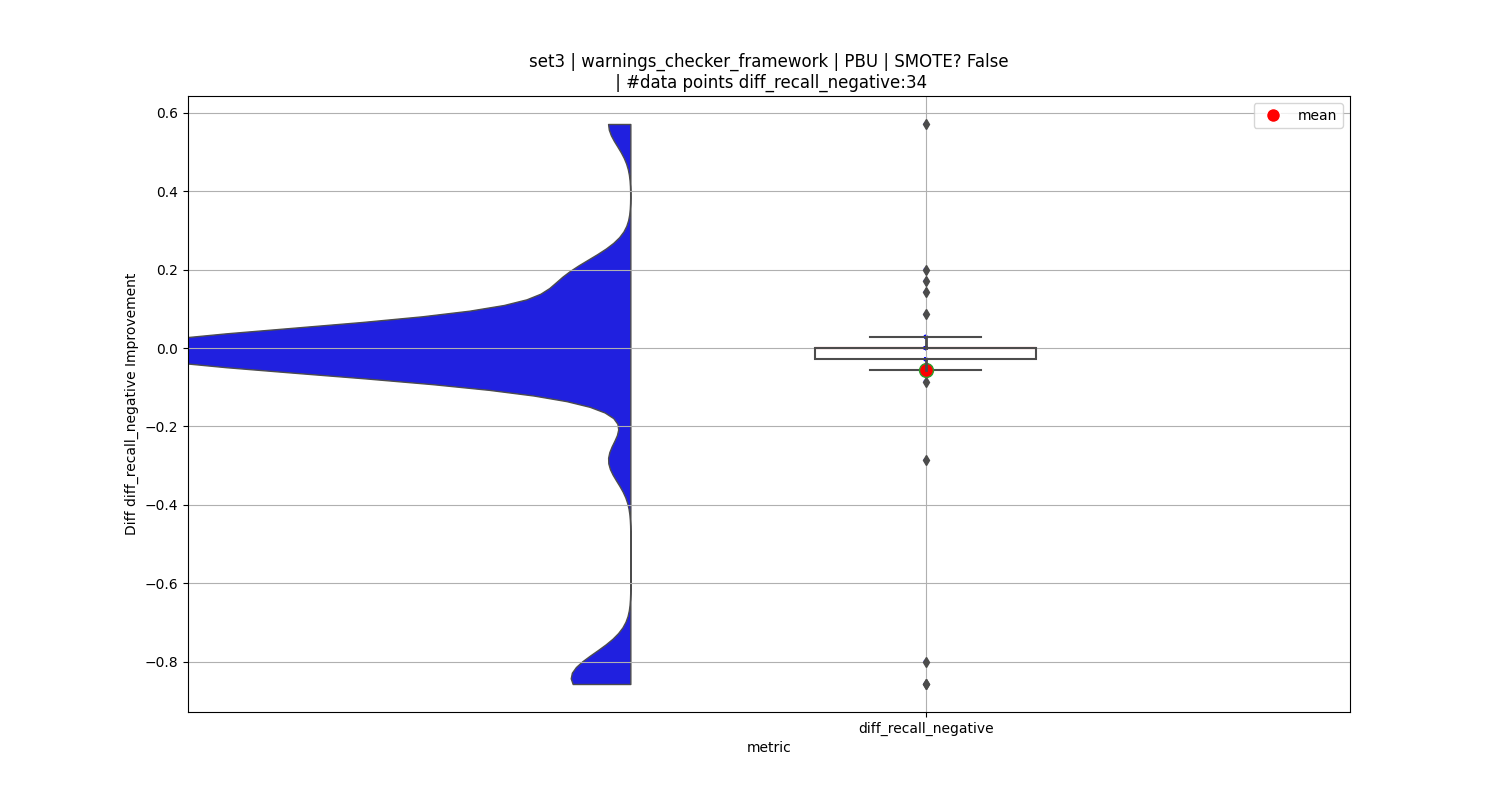 set3 | warnings_checker_framework | PBU | SMOTE? False
| #data points diff_recall_negative:34
mean
0.6
0.4
0.2
0.0
−0.2
−0.4
−0.6
−0.8
Diff diff_recall_negative Improvement
diff_recall_negative
metric